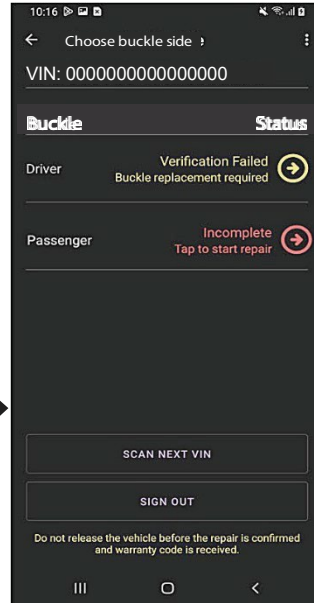 10:16
Choose buckle side
VIN: 0000000000000000
Buckle Status
Driver
Verification Failed
Buckle replacement required
Passenger
Incomplete
Tap to start repair
SCAN NEXT VIN
SIGN OUT
Do not release the vehicle before the repair is confirmed
and warranty code is received.